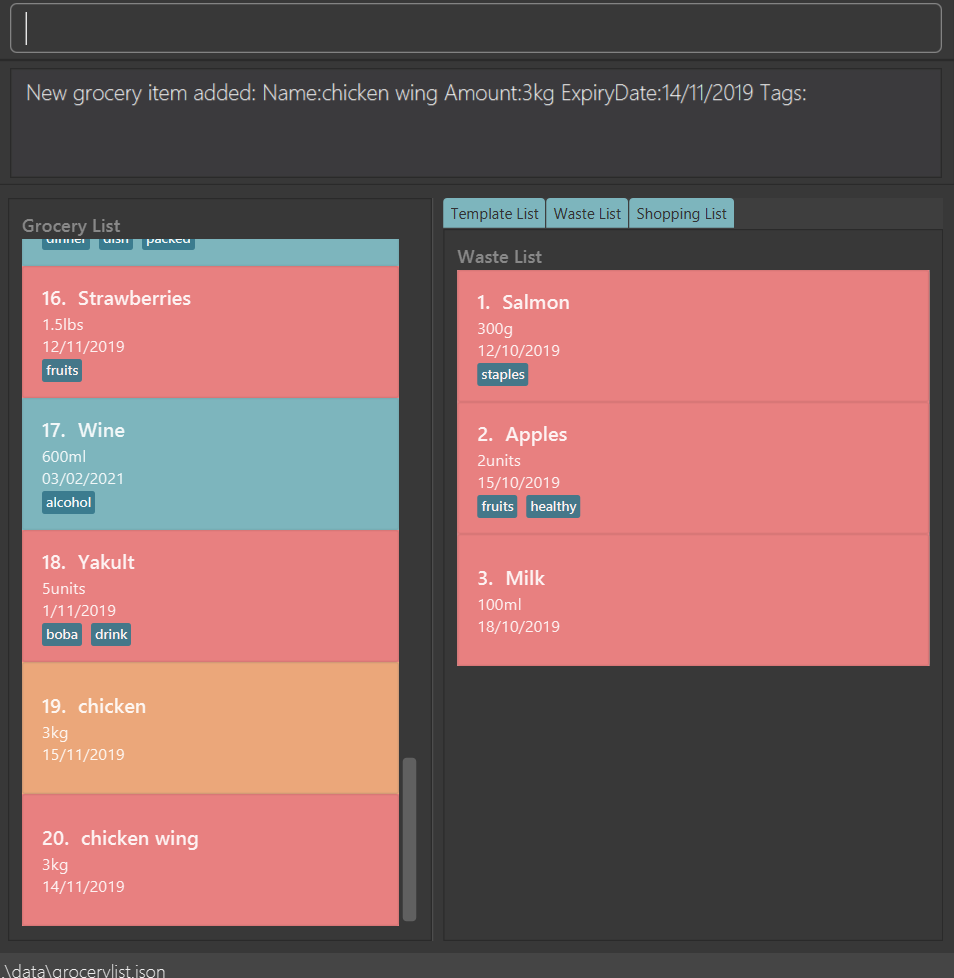 New grocery item added: Name:chicken wing Amount:3kg ExpiryDate:14/11/2019 Tags:
Grocery List
dinner dish packed
16. Strawberries
1.5lbs
12/11/2019
fruits
17. Wine
600ml
03/02/2021
alcohol
18. Yakult
5units
1/11/2019
boba drink
19. chicken
3kg
15/11/2019
20. chicken wing
3kg
14/11/2019
Template List Waste List Shopping List
Waste List
1. Salmon
300g
12/10/2019
staples
2. Apples
2units
15/10/2019
fruits healthy
3. Milk
100ml
18/10/2019
.\data\grocerylist.json